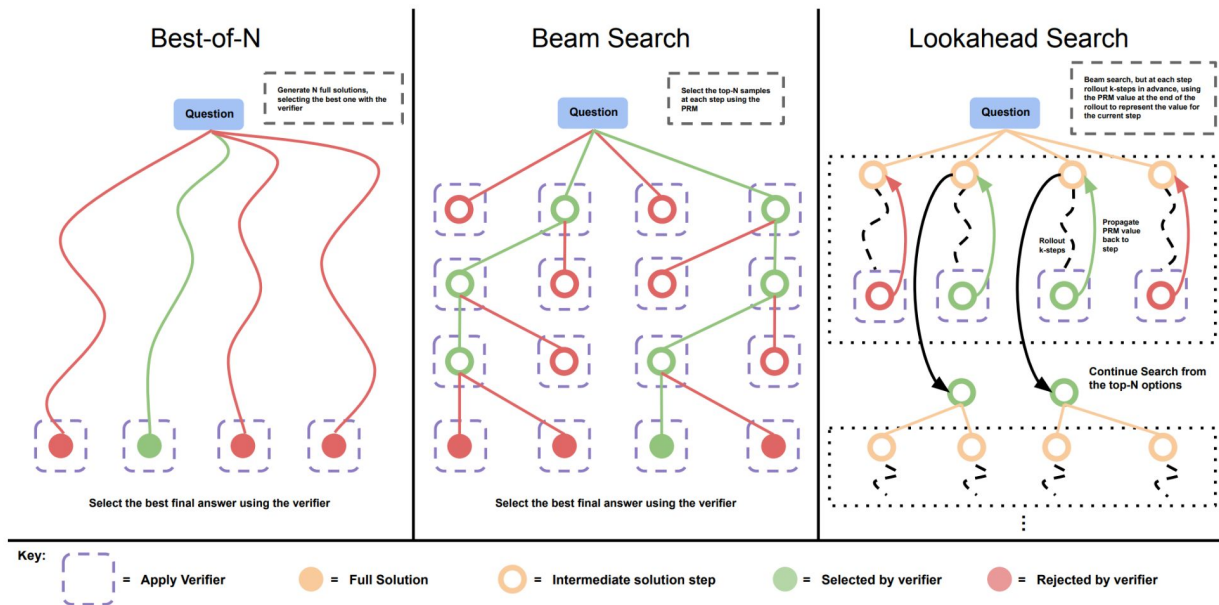 Best-of-N
Generate N full solutions,
selecting the best one with the
verifier
Question
Select the best final answer using the verifier
Beam Search
Select the top-N samples
at each step using the
PRM
Question
Select the best final answer using the verifier
Lookahead Search
Beam search, but at each step
rollout k-steps in advance, using
the PRM value at the end of the
rollout to represent the value for
the current step
Question
Rollout
k-steps
Propagate
PRM value
back to
step
Continue Search from
the top-N options
Key:
= Apply Verifier
= Full Solution
= Intermediate solution step
= Selected by verifier
= Rejected by verifier